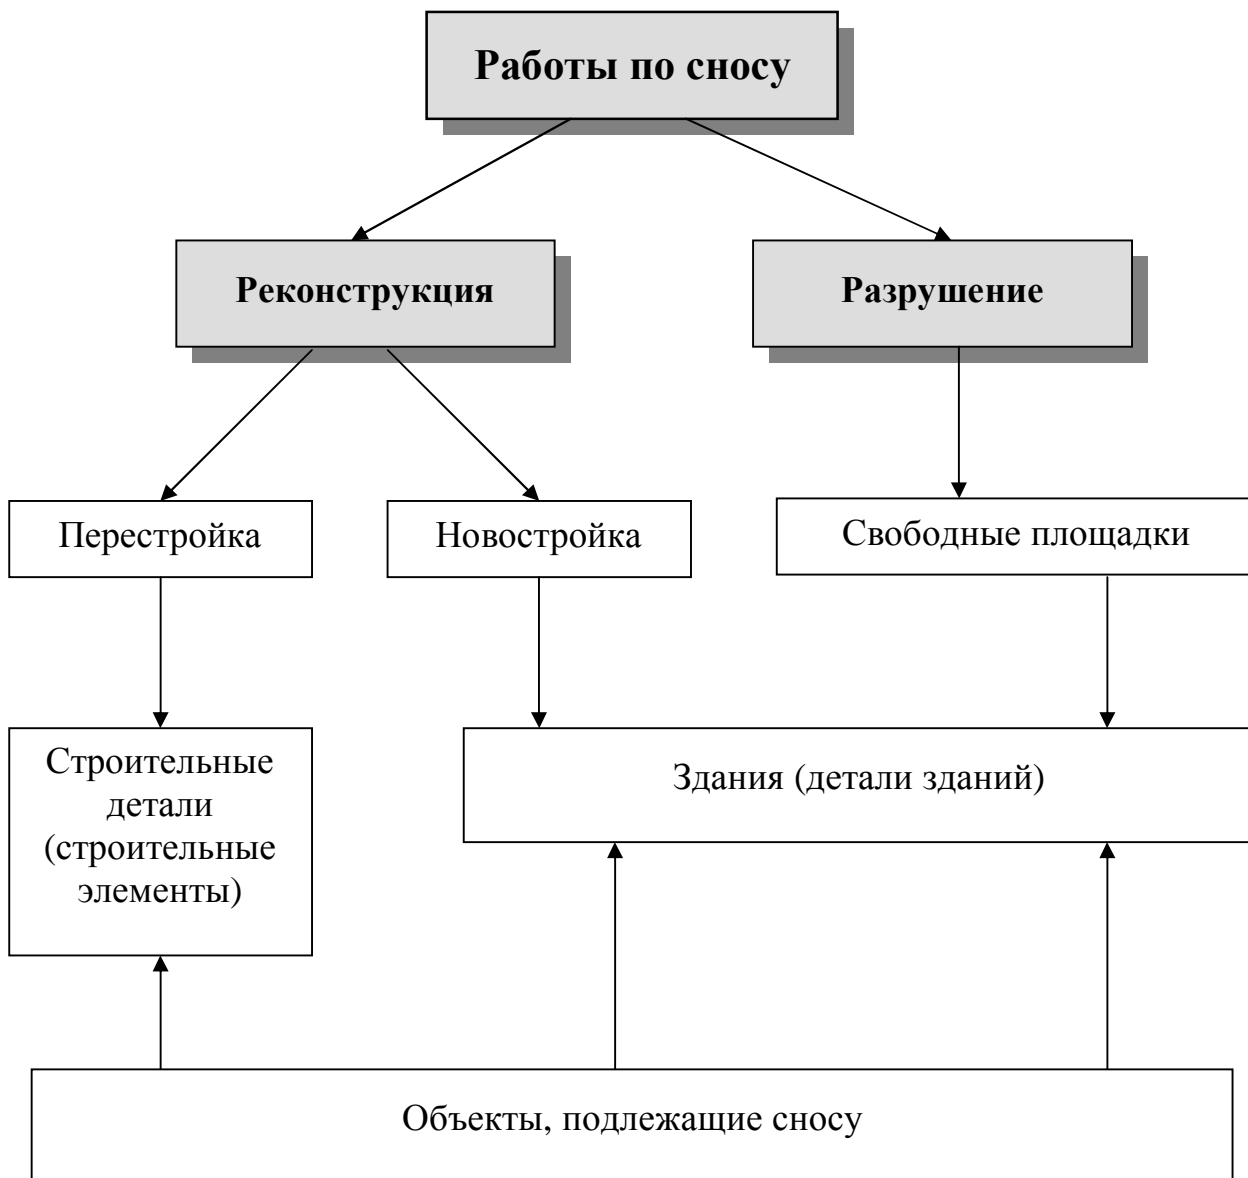 Работы по сносу
Реконструкция
Разрушение
Перестройка
Новостройка
Свободные площадки
Строительные
детали
(строительные
элементы)
Здания (детали зданий)
Объекты, подлежащие сносу